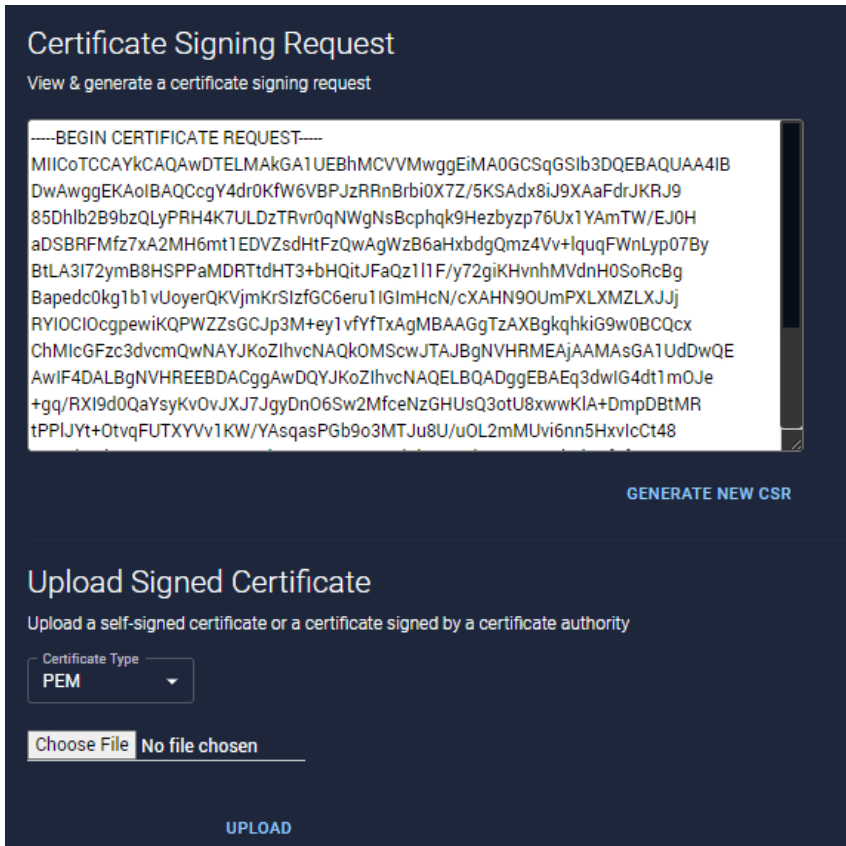 Certificate Signing Request
View & generate a certificate signing request
-----BEGIN CERTIFICATE REQUEST-----
MIICoTCCAYkCAQAwDTELMAkGA1UEBhMCVVMwggEiMA0GCSqGSIb3DQEBAQUAA4IB
DwAwggEKAoIBAQCcgY4dr0KfW6VBPJzRRnBrbi0X7Z/5KSAdx8iJ9XAaFdrJKRJ9
85Dhlb2B9bzQLyPRH4K7ULDzTRvr0qNWgNsBcphqk9Hezbyzp76Ux1YAmTW/EJ0H
aDSBRFMfz7xA2MH6mt1EDVZsdHtFzQwAgWzB6aHxbdgQmz4Vv+lquqFWnLyp07By
BtLA3I72ymB8HSPPaMDRTtdHT3+bHQitJFaQz1l1F/y72giKHvnhMVdnH0SoRcBg
Bapedc0kg1b1vUoyerQKVjmKrSIzfGC6eru1IGImHcN/cXAHN9OUmPXLXMZLXJJj
RYIOCIOcgpewiKQPWZZsGCJp3M+ey1vfYfTxAgMBAAGgTzAXBgkqhkiG9w0BCQcx
ChMIcGFzc3dvcmQwNAYJKoZIhvcNAQkOMScwJTAJBgNVHRMEAjAAMAsGA1UdDwQE
AwIF4DALBgNVHREEBDACggAwDQYJKoZIhvcNAQELBQADggEBAEq3dwIG4dt1mOJe
+gq/RXI9d0QaYsyKvOvJXJ7JgyDnO6Sw2MfceNzGHUsQ3otU8xwwKlA+DmpDBtMR
tPPlJYt+OtvqFUTXYVv1KW/YAsqasPGb9o3MTJu8U/uOL2mMUvi6nn5HxvIcCt48
GENERATE NEW CSR
Upload Signed Certificate
Upload a self-signed certificate or a certificate signed by a certificate authority
Certificate Type
PEM
Choose File No file chosen
UPLOAD